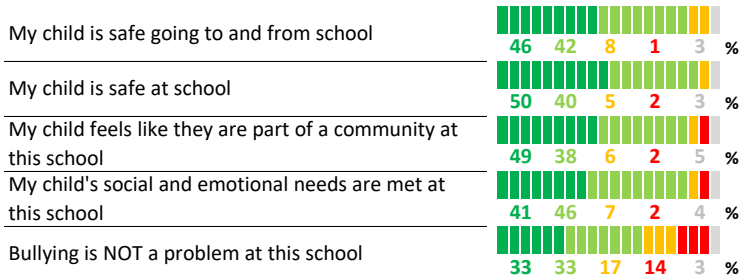 My child is safe going to and from school
46 42 8 1 3 %
My child is safe at school
50 40 5 2 3 %
My child feels like they are part of a community at
this school
49 38 6 2 5 %
My child's social and emotional needs are met at
this school
41 46 7 2 4 %
Bullying is NOT a problem at this school
33 33 17 14 3 %